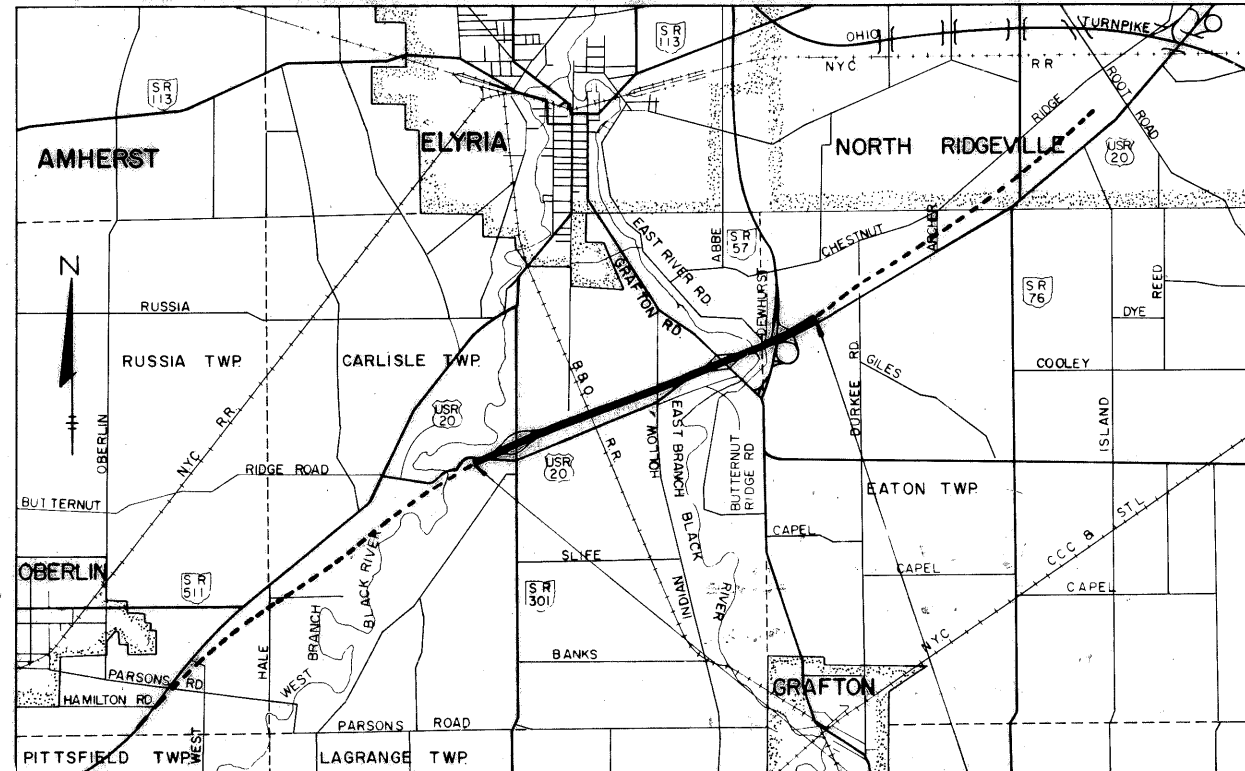 TURNPIKE
OHIO
SR
113
NYC
RR
SR
113
ROOT ROAD
RIDGE
AMHERST
ELYRIA
NORTH RIDGEVILLE
USR
20
N
EAST RIVER RD.
GRAFTON RD.
ABBE
SR
57
CHESTNUT
ARCHER
DEWHURST
SR
76
REED
RUSSIA
DYE
RUSSIA TWP.
CARLISLE TWP.
B&O
R.R.
DURKEE RD.
GILES
COOLEY
OBERLIN
NYC R.R.
USR
20
HOLLOW
EAST BRANCH BLACK RIVER
BUTTERNUT
RIDGE RD
ISLAND
RIDGE ROAD
USR
20
BUTTERNUT
EATON TWP.
CAPEL
CCC & ST.L
OBERLIN
SR
511
BLACK RIVER
WEST BRANCH
SLIFE
SR
301
INDIAN
CAPEL
CAPEL
N.Y.C
HALE
BANKS
PARSONS RD
HAMILTON RD.
GRAFTON
PARSONS ROAD
PITTSFIELD TWP.
WEST
LAGRANGE TWP.